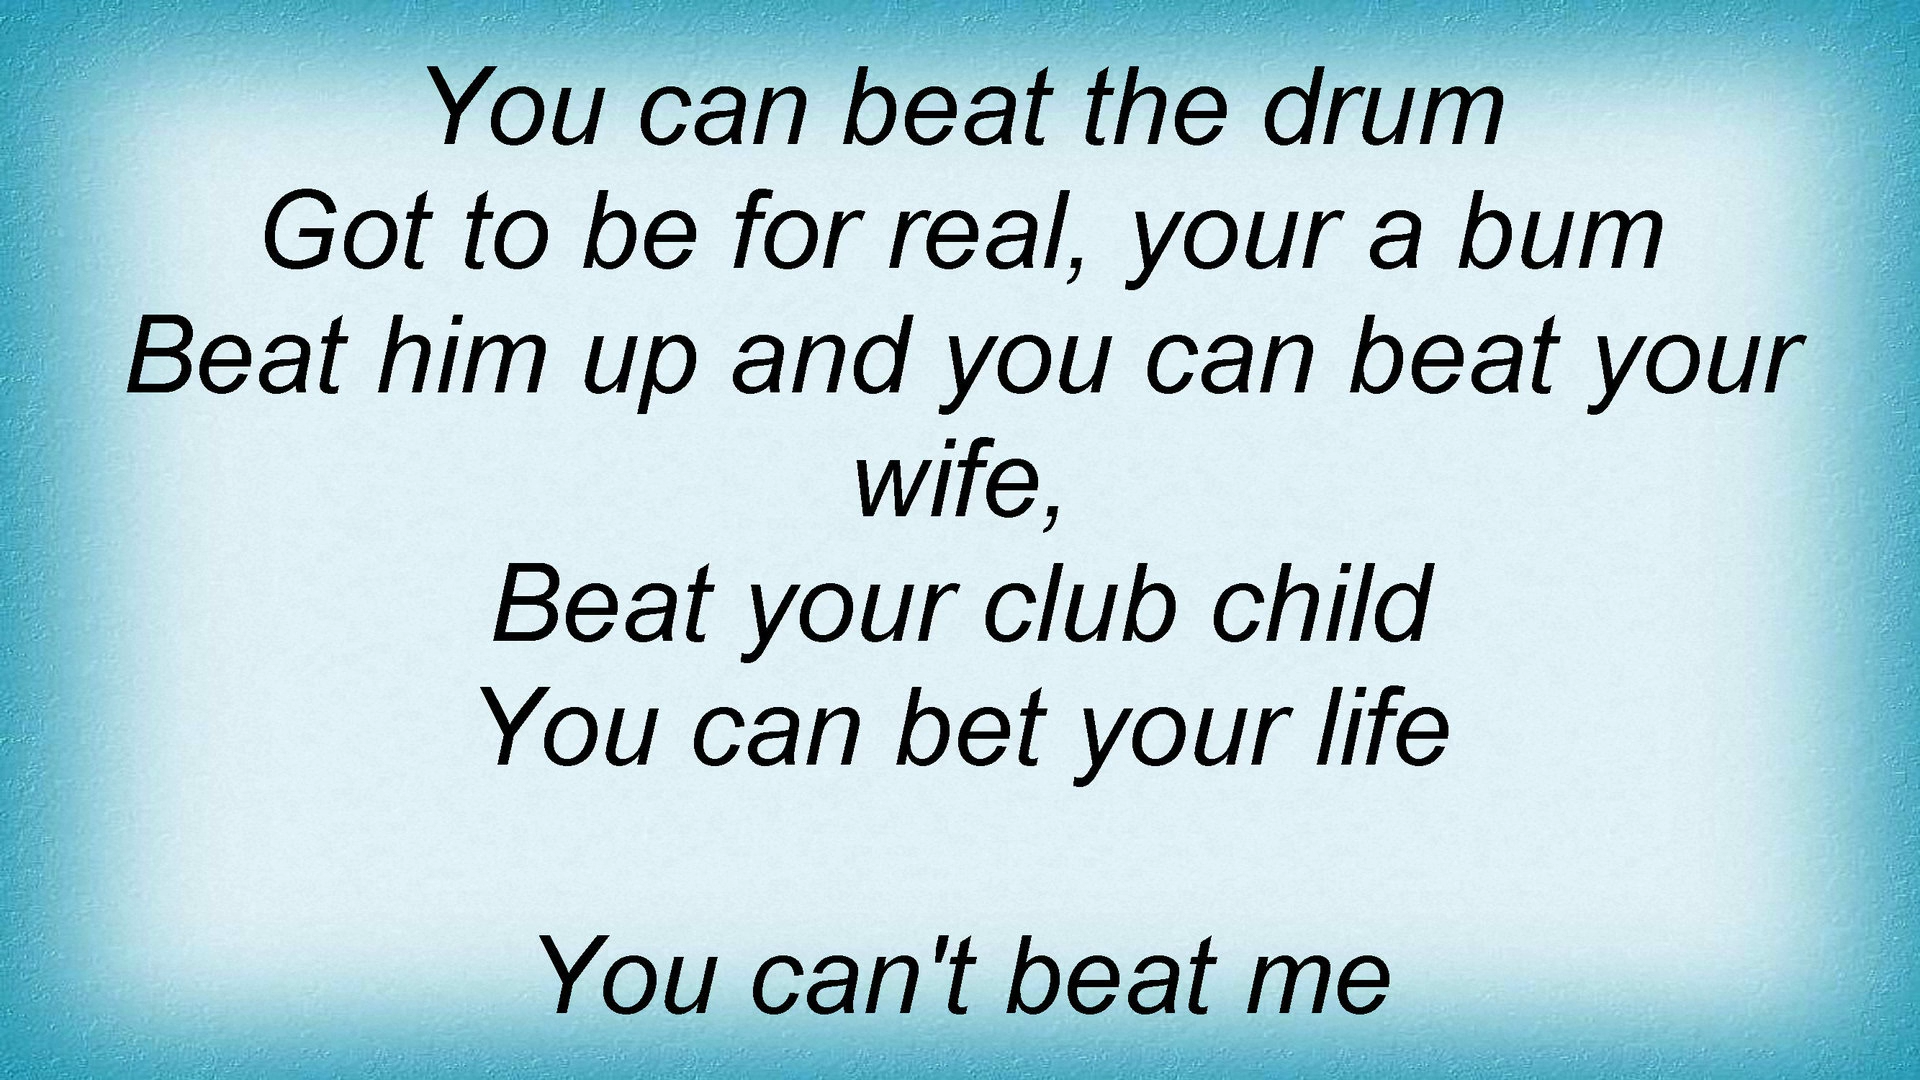 You can beat the drum
Got to be for real, your a bum
Beat him up and you can beat your
wife,
Beat your club child
You can bet your life
You can't beat me